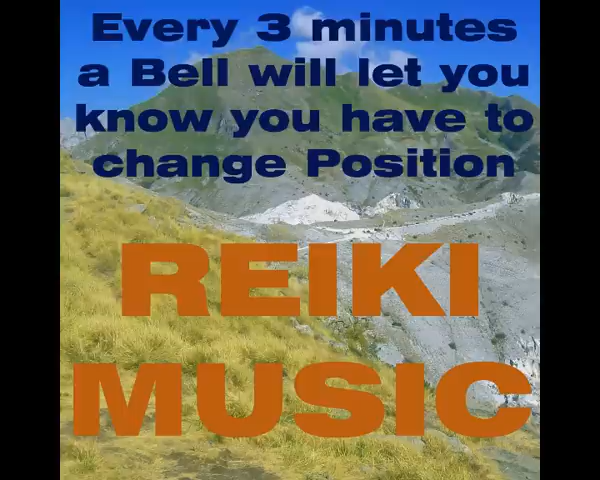 Every 3 minutes
a Bell will let you
know you have to
change Position
REIKI
MUSIC